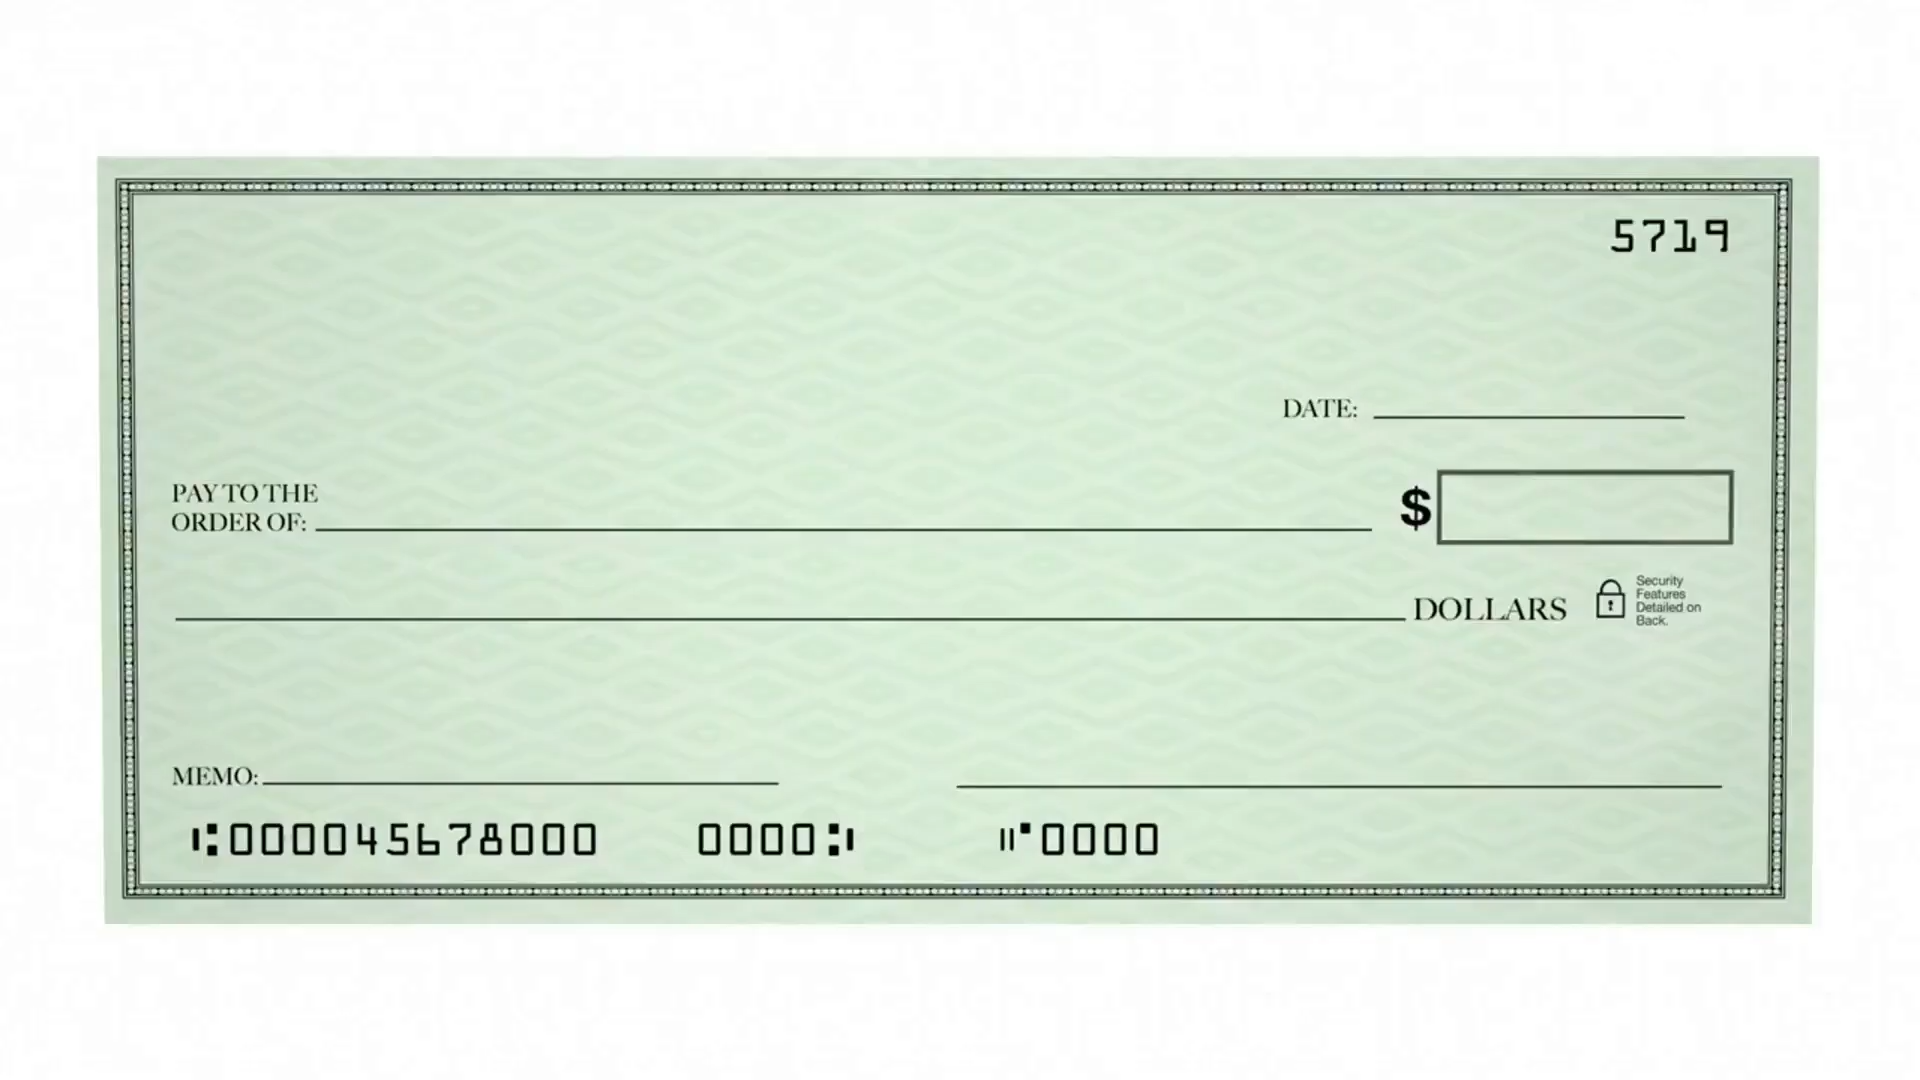 5719
DATE:
PAY TO THE
ORDER OF:
$
DOLLARS
Security
Features
Detailed on
Back.
MEMO:
⑆000045678000 0000⑆ ⑈0000